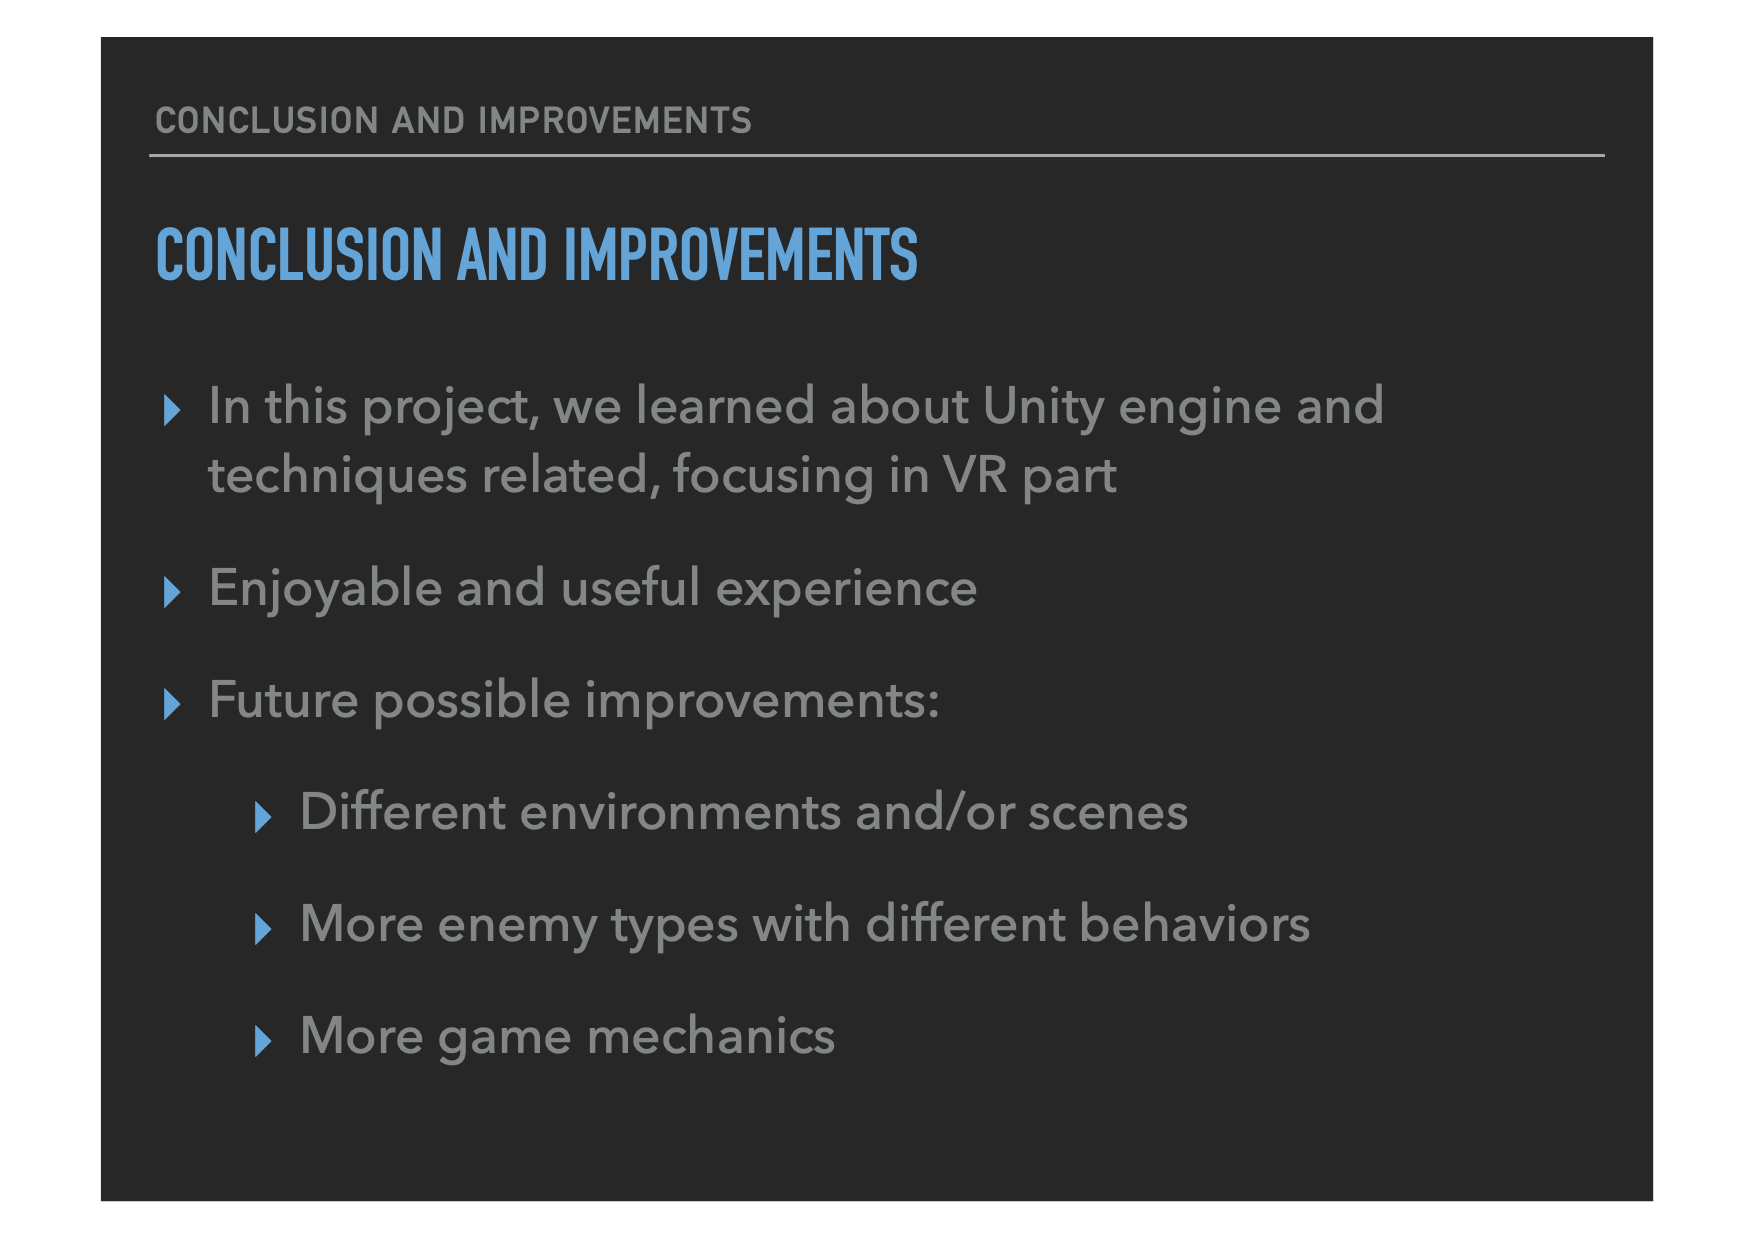 CONCLUSION AND IMPROVEMENTS
CONCLUSION AND IMPROVEMENTS
In this project, we learned about Unity engine and
techniques related, focusing in VR part
Enjoyable and useful experience
Future possible improvements:
Different environments and/or scenes
More enemy types with different behaviors
More game mechanics